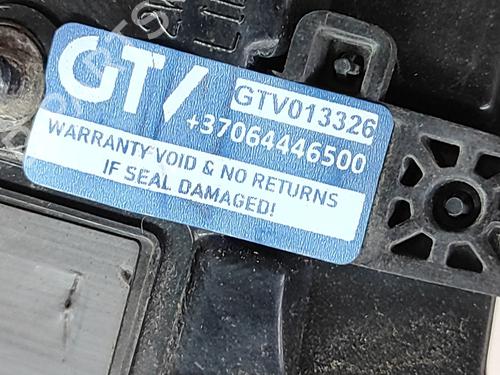 GTV
GTV013326
+37064446500
WARRANTY VOID & NO RETURNS
IF SEAL DAMAGED!